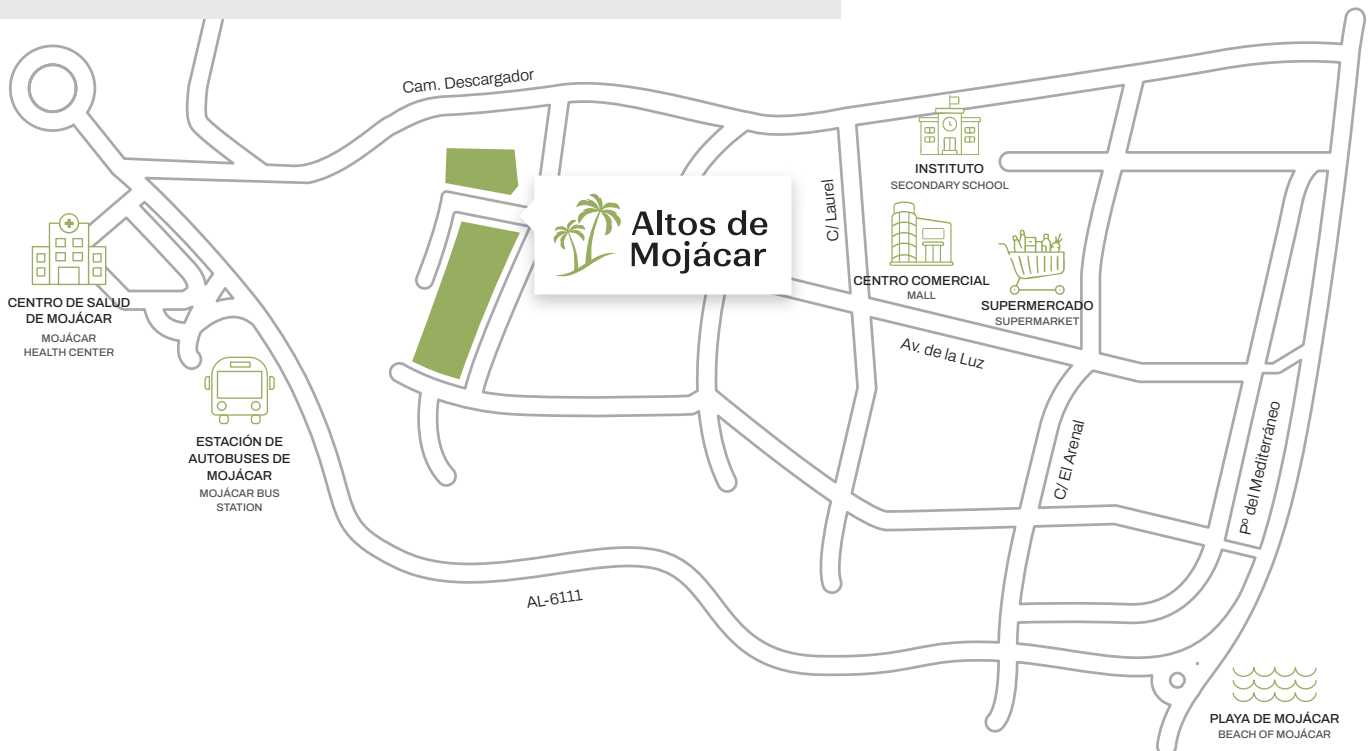 Cam. Descargador
INSTITUTO
SECONDARY SCHOOL
C/ Laurel
Altos de
Mojácar
CENTRO COMERCIAL
MALL
SUPERMERCADO
SUPERMARKET
CENTRO DE SALUD
DE MOJÁCAR
MOJÁCAR
HEALTH CENTER
Av. de la Luz
ESTACIÓN DE
AUTOBUSES DE
MOJÁCAR
MOJÁCAR BUS
STATION
C/ El Arenal
Pº del Mediterráneo
AL-6111
PLAYA DE MOJÁCAR
BEACH OF MOJÁCAR